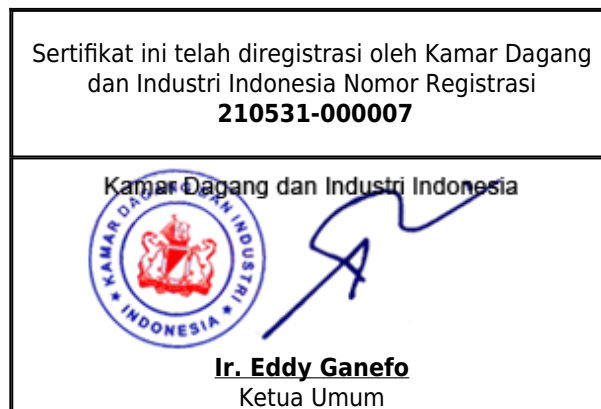 Sertifikat ini telah diregistrasi oleh Kamar Dagang
dan Industri Indonesia Nomor Registrasi
210531-000007
Kamar Dagang dan Industri Indonesia
KAMAR DAGANG DAN INDUSTRI
INDONESIA
Ir. Eddy Ganefo
Ketua Umum